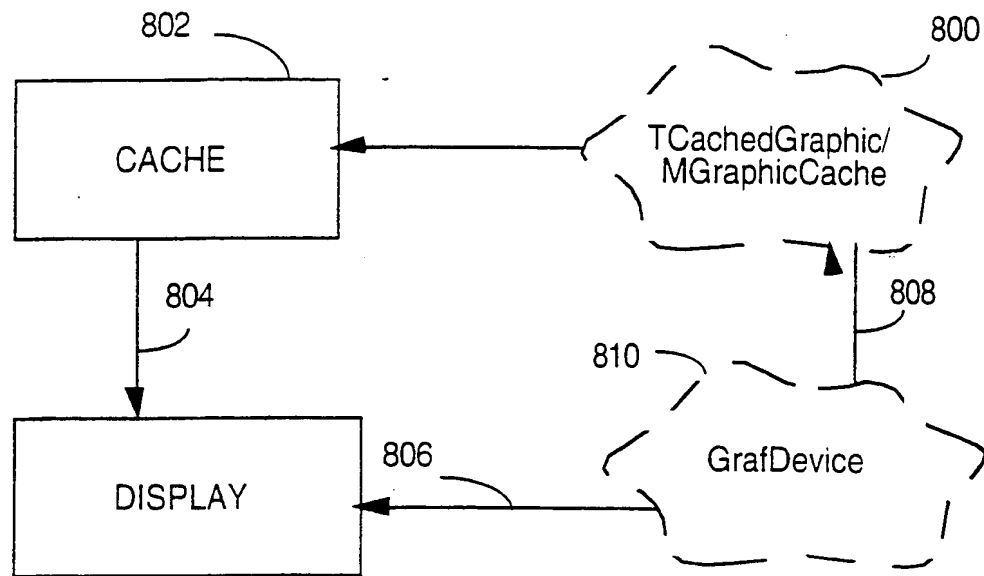 802
800
CACHE
TCachedGraphic/
MGraphicCache
804
808
810
806
GrafDevice
DISPLAY